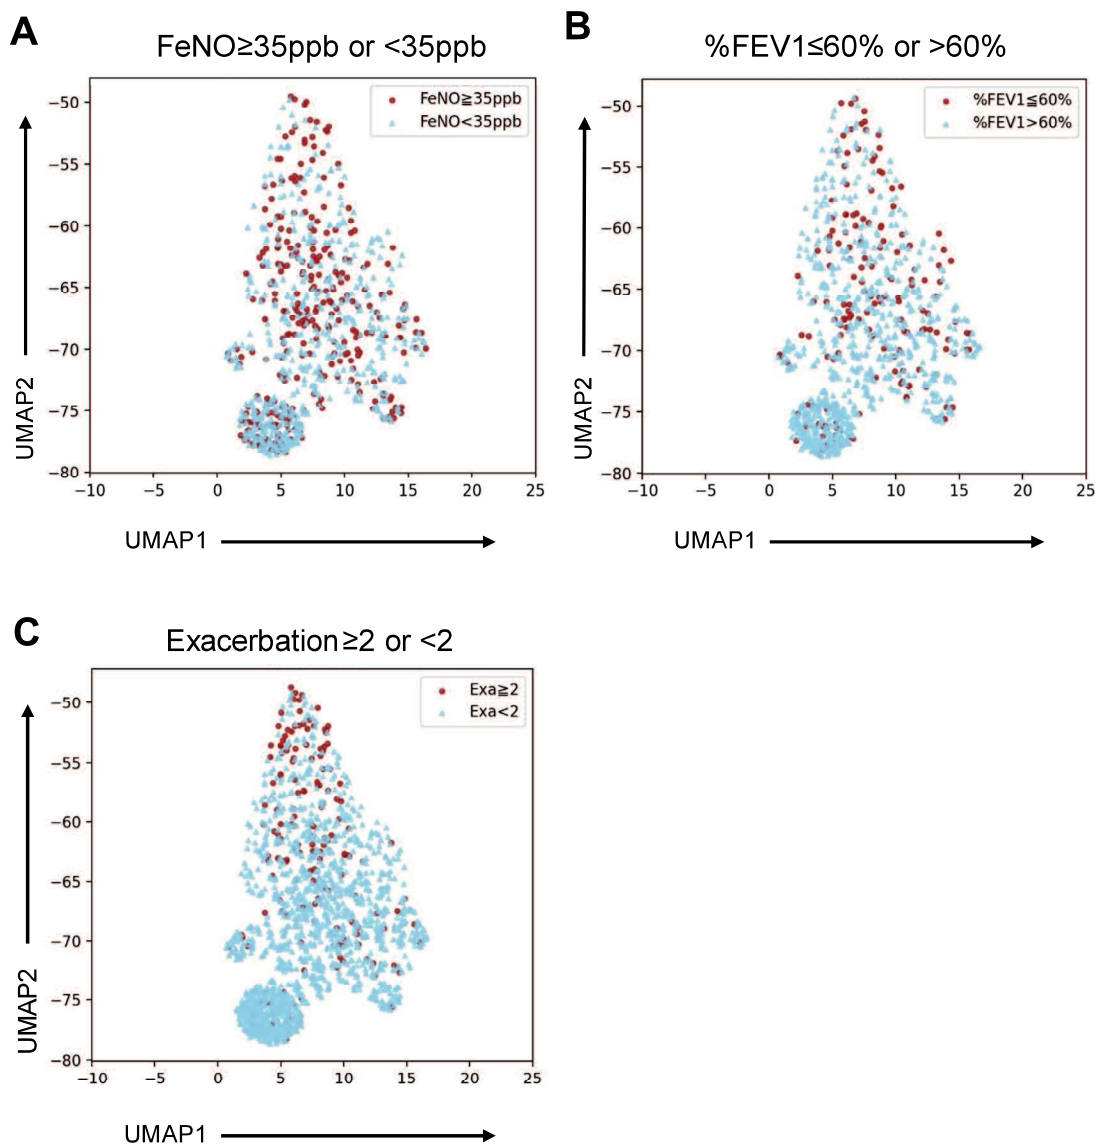 A
FeNO≥35ppb or <35ppb
FeNO≧35ppb
FeNO<35ppb
−50
−55
−60
−65
−70
−75
−80
−10 −5 0 5 10 15 20 25
UMAP2
UMAP1
B
%FEV1≤60% or >60%
%FEV1≦60%
%FEV1>60%
−50
−55
−60
−65
−70
−75
−80
−10 −5 0 5 10 15 20 25
UMAP2
UMAP1
C
Exacerbation≥2 or <2
Exa≧2
Exa<2
−50
−55
−60
−65
−70
−75
−80
−10 −5 0 5 10 15 20 25
UMAP2
UMAP1